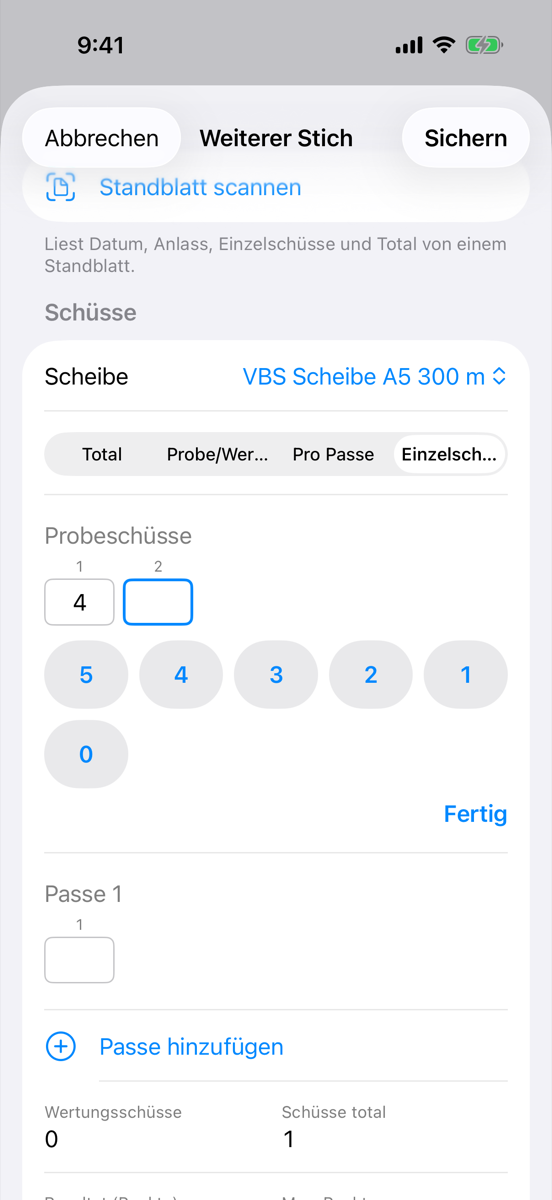 9:41
Abbrechen
Weiterer Stich
Sichern
Standblatt scannen
Liest Datum, Anlass, Einzelschüsse und Total von einem
Standblatt.
Schüsse
Scheibe
VBS Scheibe A5 300 m
Total
Probe/Wer...
Pro Passe
Einzelsch...
Probeschüsse
1
2
4
5
4
3
2
1
0
Fertig
Passe 1
1
Passe hinzufügen
Wertungsschüsse
Schüsse total
0
1